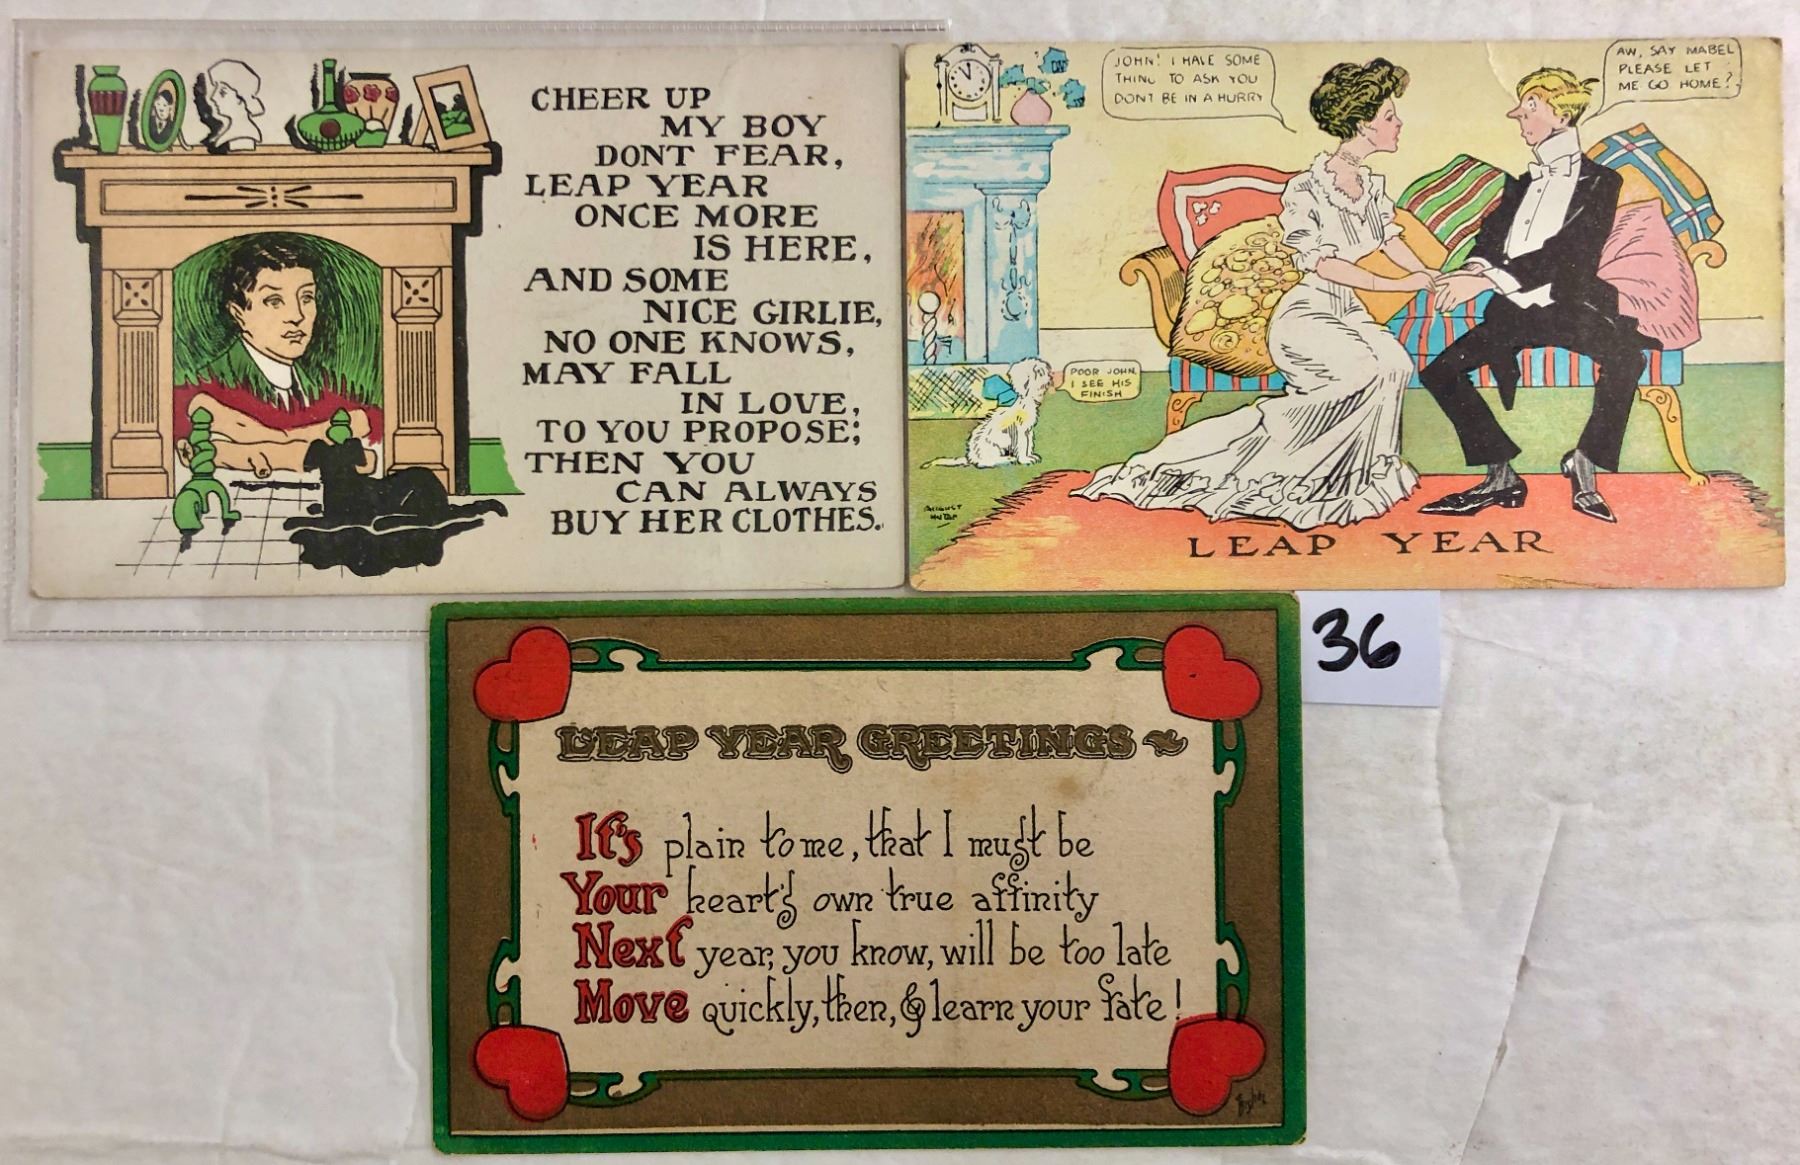 CHEER UP
MY BOY
DONT FEAR,
LEAP YEAR
ONCE MORE
IS HERE,
AND SOME
NICE GIRLIE,
NO ONE KNOWS,
MAY FALL
IN LOVE,
TO YOU PROPOSE;
THEN YOU
CAN ALWAYS
BUY HER CLOTHES.
JOHN! I HAVE SOME
THING TO ASK YOU
DONT BE IN A HURRY
AW, SAY MABEL
PLEASE LET
ME GO HOME?
POOR JOHN,
I SEE HIS
FINISH
AUGUST
LEAP YEAR
36
LEAP YEAR GREETINGS
It's plain to me, that I must be
Your heart's own true affinity
Next year, you know, will be too late
Move quickly, then, & learn your fate!